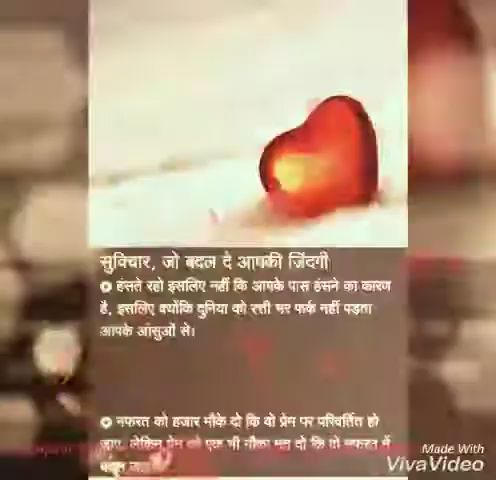 सुविचार, जो बदल दे आपकी जिंदगी
हंसते रहो इसलिए नहीं कि आपके पास हंसने का कारण
है, इसलिए क्योंकि दुनिया को रत्ती भर फर्क नहीं पड़ता
आपके आंसुओं से।
नफरत को हजार मौके दो कि वो प्रेम पर परिवर्तित हो
जाए, लेकिन प्रेम को एक भी मौका मत दो कि वो नफरत में
बदल
Made With
VivaVideo